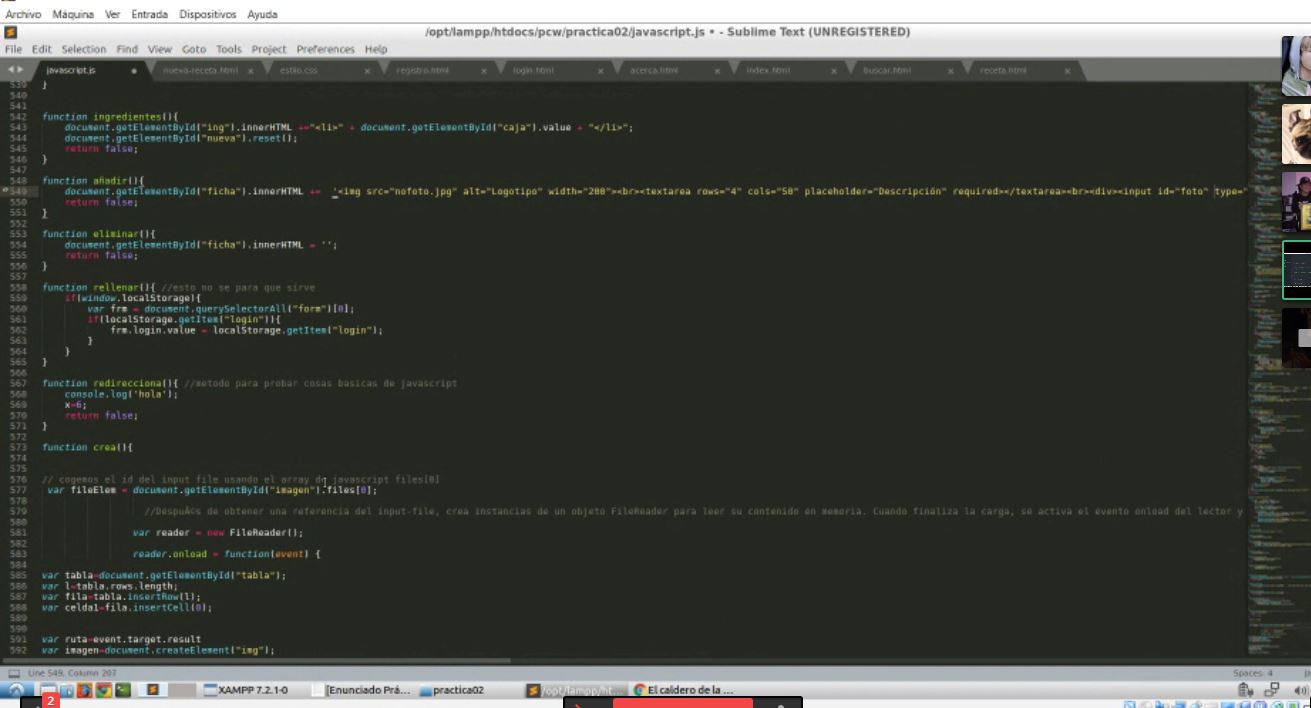 Archivo Máquina Ver Entrada Dispositivos Ayuda
/opt/lampp/htdocs/pcw/practica02/javascript.js • - Sublime Text (UNREGISTERED)
File Edit Selection Find View Goto Tools Project Preferences Help
javascript.js nueva-receta.html estilo.css registro.html login.html acerca.html index.html buscar.html receta.html
539 }
540
541
542 function ingredientes(){
543 document.getElementById("ing").innerHTML +="<li>" + document.getElementById("caja").value + "</li>";
544 document.getElementById("nueva").reset();
545 return false;
546 }
547
548 function añadir(){
549 document.getElementById("ficha").innerHTML += '<img src="nofoto.jpg" alt="Logotipo" width="200"><br><textarea rows="4" cols="50" placeholder="Descripción" required></textarea><br><div><input id="foto" type="
550 return false;
551 }
552
553 function eliminar(){
554 document.getElementById("ficha").innerHTML = '';
555 return false;
556 }
557
558 function rellenar(){ //esto no se para que sirve
559 if(window.localStorage){
560 var frm = document.querySelectorAll("form")[0];
561 if(localStorage.getItem("login")){
562 frm.login.value = localStorage.getItem("login");
563 }
564 }
565 }
566
567 function redirecciona(){ //metodo para probar cosas basicas de javascript
568 console.log('hola');
569 x=6;
570 return false;
571 }
572
573 function crea(){
574
575
576 // cogemos el id del input file usando el array de javascript files[0]
577 var fileElem = document.getElementById("imagen").files[0];
578
579 //DespuÃ©s de obtener una referencia del input-file, crea instancias de un objeto FileReader para leer su contenido en memoria. Cuando finaliza la carga, se activa el evento onload del lector y
580
581 var reader = new FileReader();
582
583 reader.onload = function(event) {
584
585 var tabla=document.getElementById("tabla");
586 var l=tabla.rows.length;
587 var fila=tabla.insertRow(l);
588 var celda1=fila.insertCell(0);
589
590
591 var ruta=event.target.result
592 var imagen=document.createElement("img");
Line 549, Column 207
Spaces: 4
XAMPP 7.2.1-0 [Enunciado Prá... practica02 /opt/lampp/ht... El caldero de la ...
2